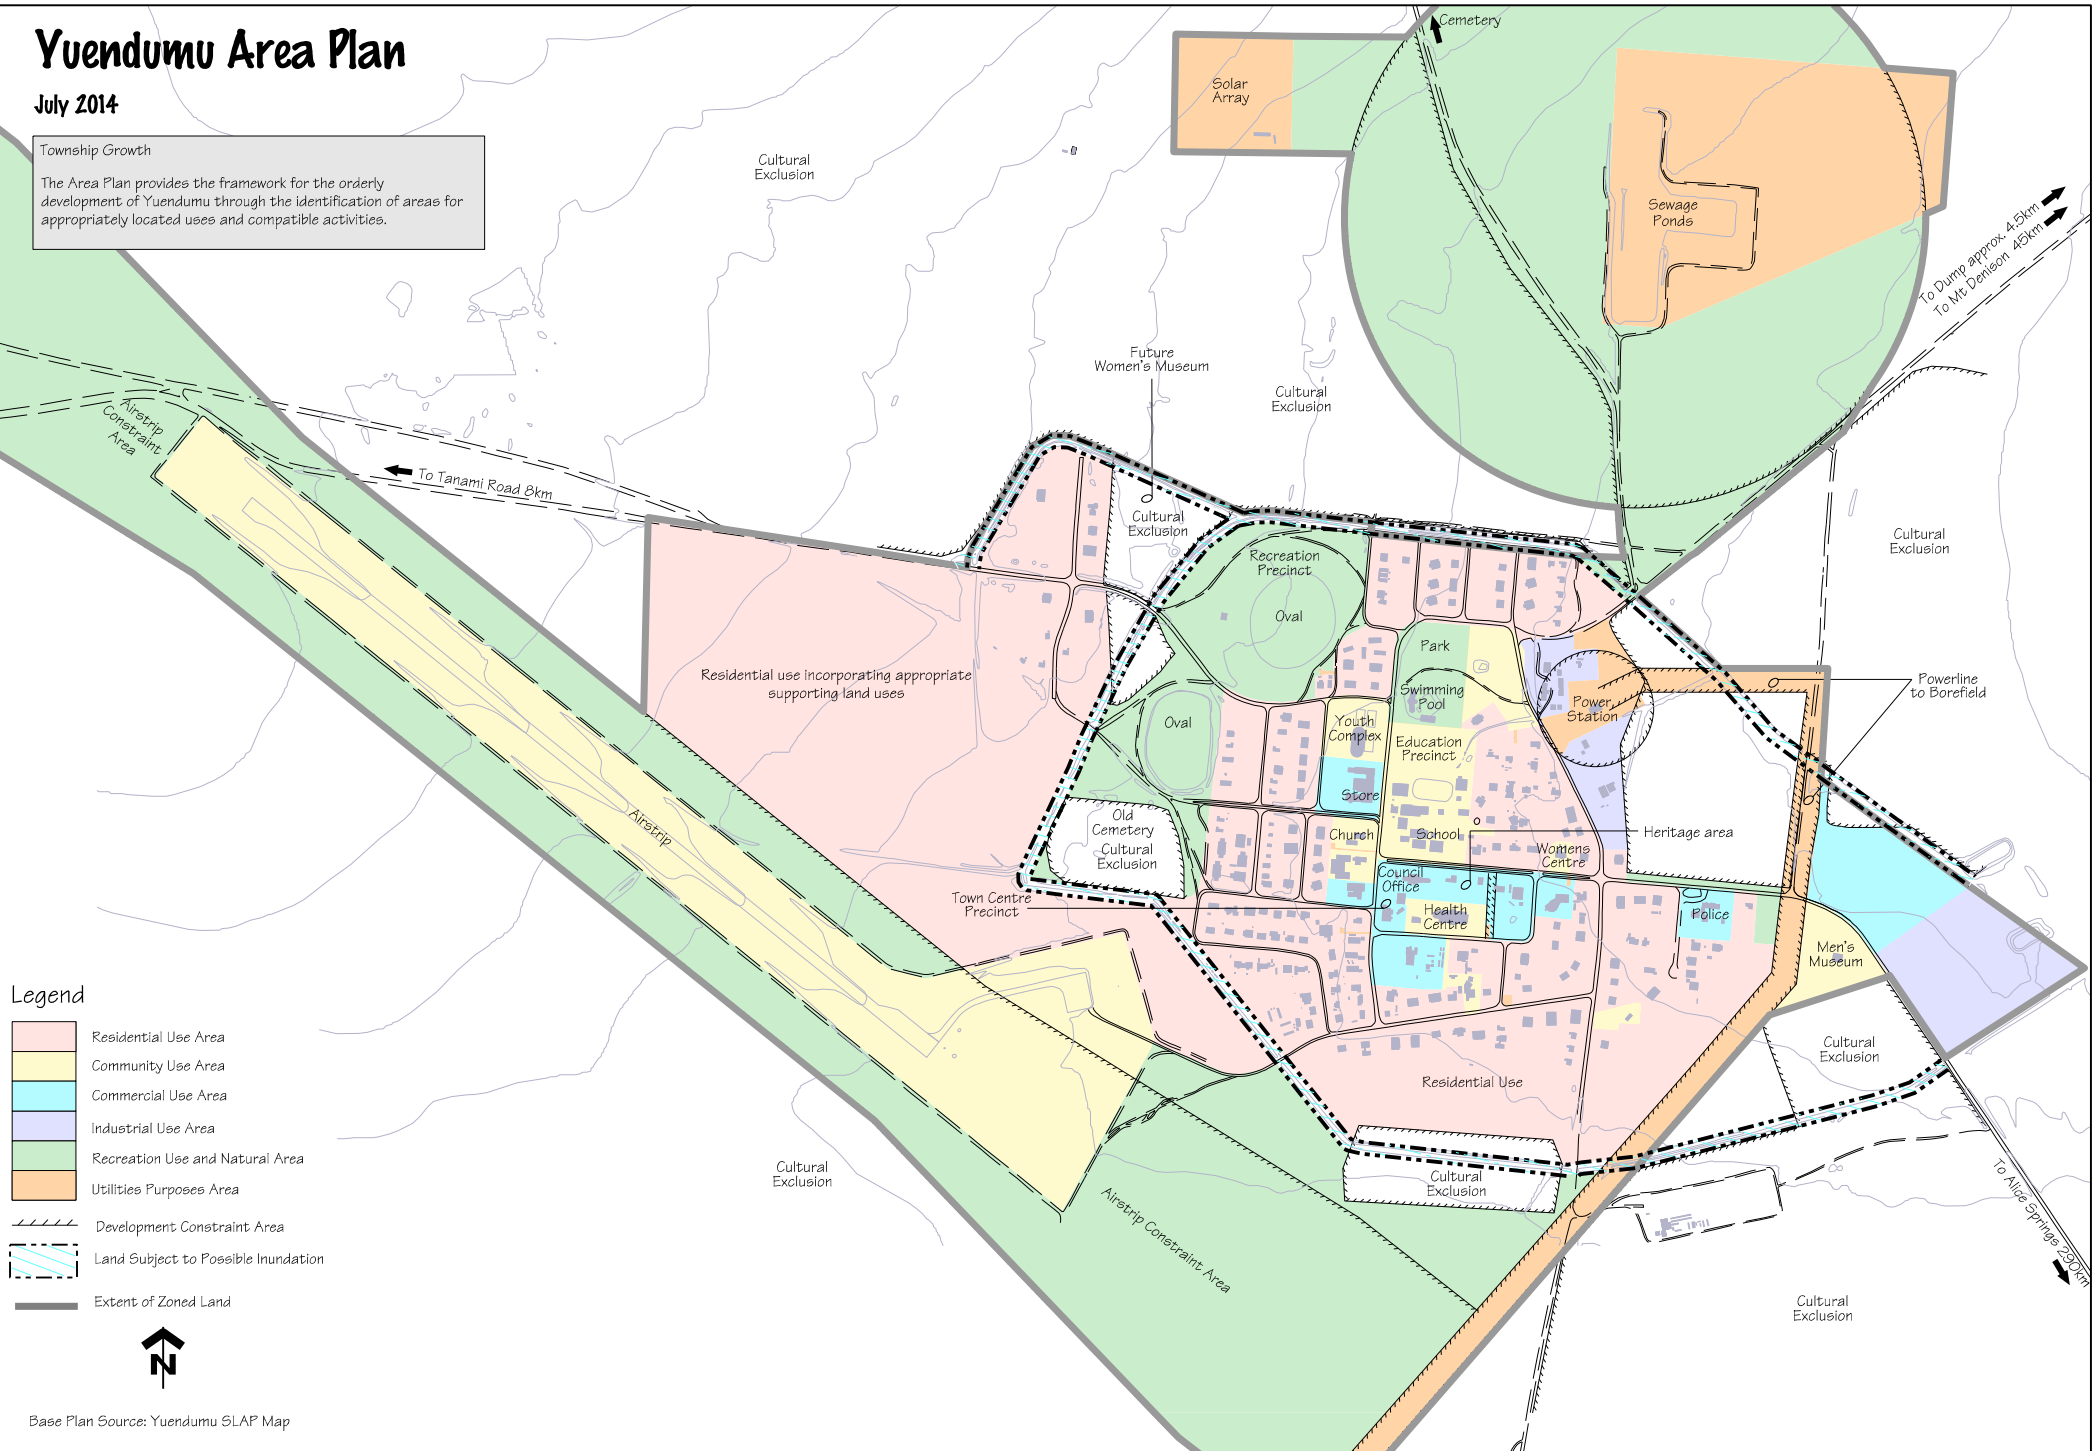 Yuendumu Area Plan
July 2014
Township Growth
The Area Plan provides the framework for the orderly
development of Yuendumu through the identification of areas for
appropriately located uses and compatible activities.
Cemetery
Solar
Array
Cultural
Exclusion
Sewage
Ponds
To Dump approx. 4.5km
To Mt Denison 45km
Future
Women's Museum
Cultural
Exclusion
Airstrip
Constraint
Area
To Tanami Road 8km
Cultural
Exclusion
Cultural
Exclusion
Recreation
Precinct
Oval
Park
Residential use incorporating appropriate
supporting land uses
Swimming
Pool
Power
Station
Powerline
to Borefield
Oval
Youth
Complex
Education
Precinct
Store
Airstrip
Old
Cemetery
Cultural
Exclusion
Church
School
Heritage area
Womens
Centre
Council
Office
Town Centre
Precinct
Health
Centre
Police
Men's
Museum
Legend
Residential Use Area
Community Use Area
Commercial Use Area
Industrial Use Area
Recreation Use and Natural Area
Utilities Purposes Area
Development Constraint Area
Land Subject to Possible Inundation
Extent of Zoned Land
N
Base Plan Source: Yuendumu SLAP Map
Cultural
Exclusion
Residential Use
Cultural
Exclusion
Cultural
Exclusion
Airstrip Constraint Area
To Alice Springs 290km
Cultural
Exclusion